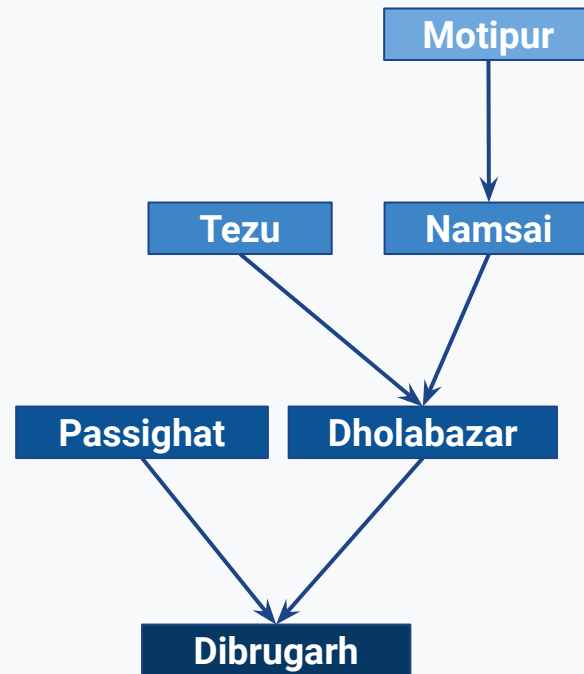 Motipur
Tezu
Namsai
Passighat
Dholabazar
Dibrugarh